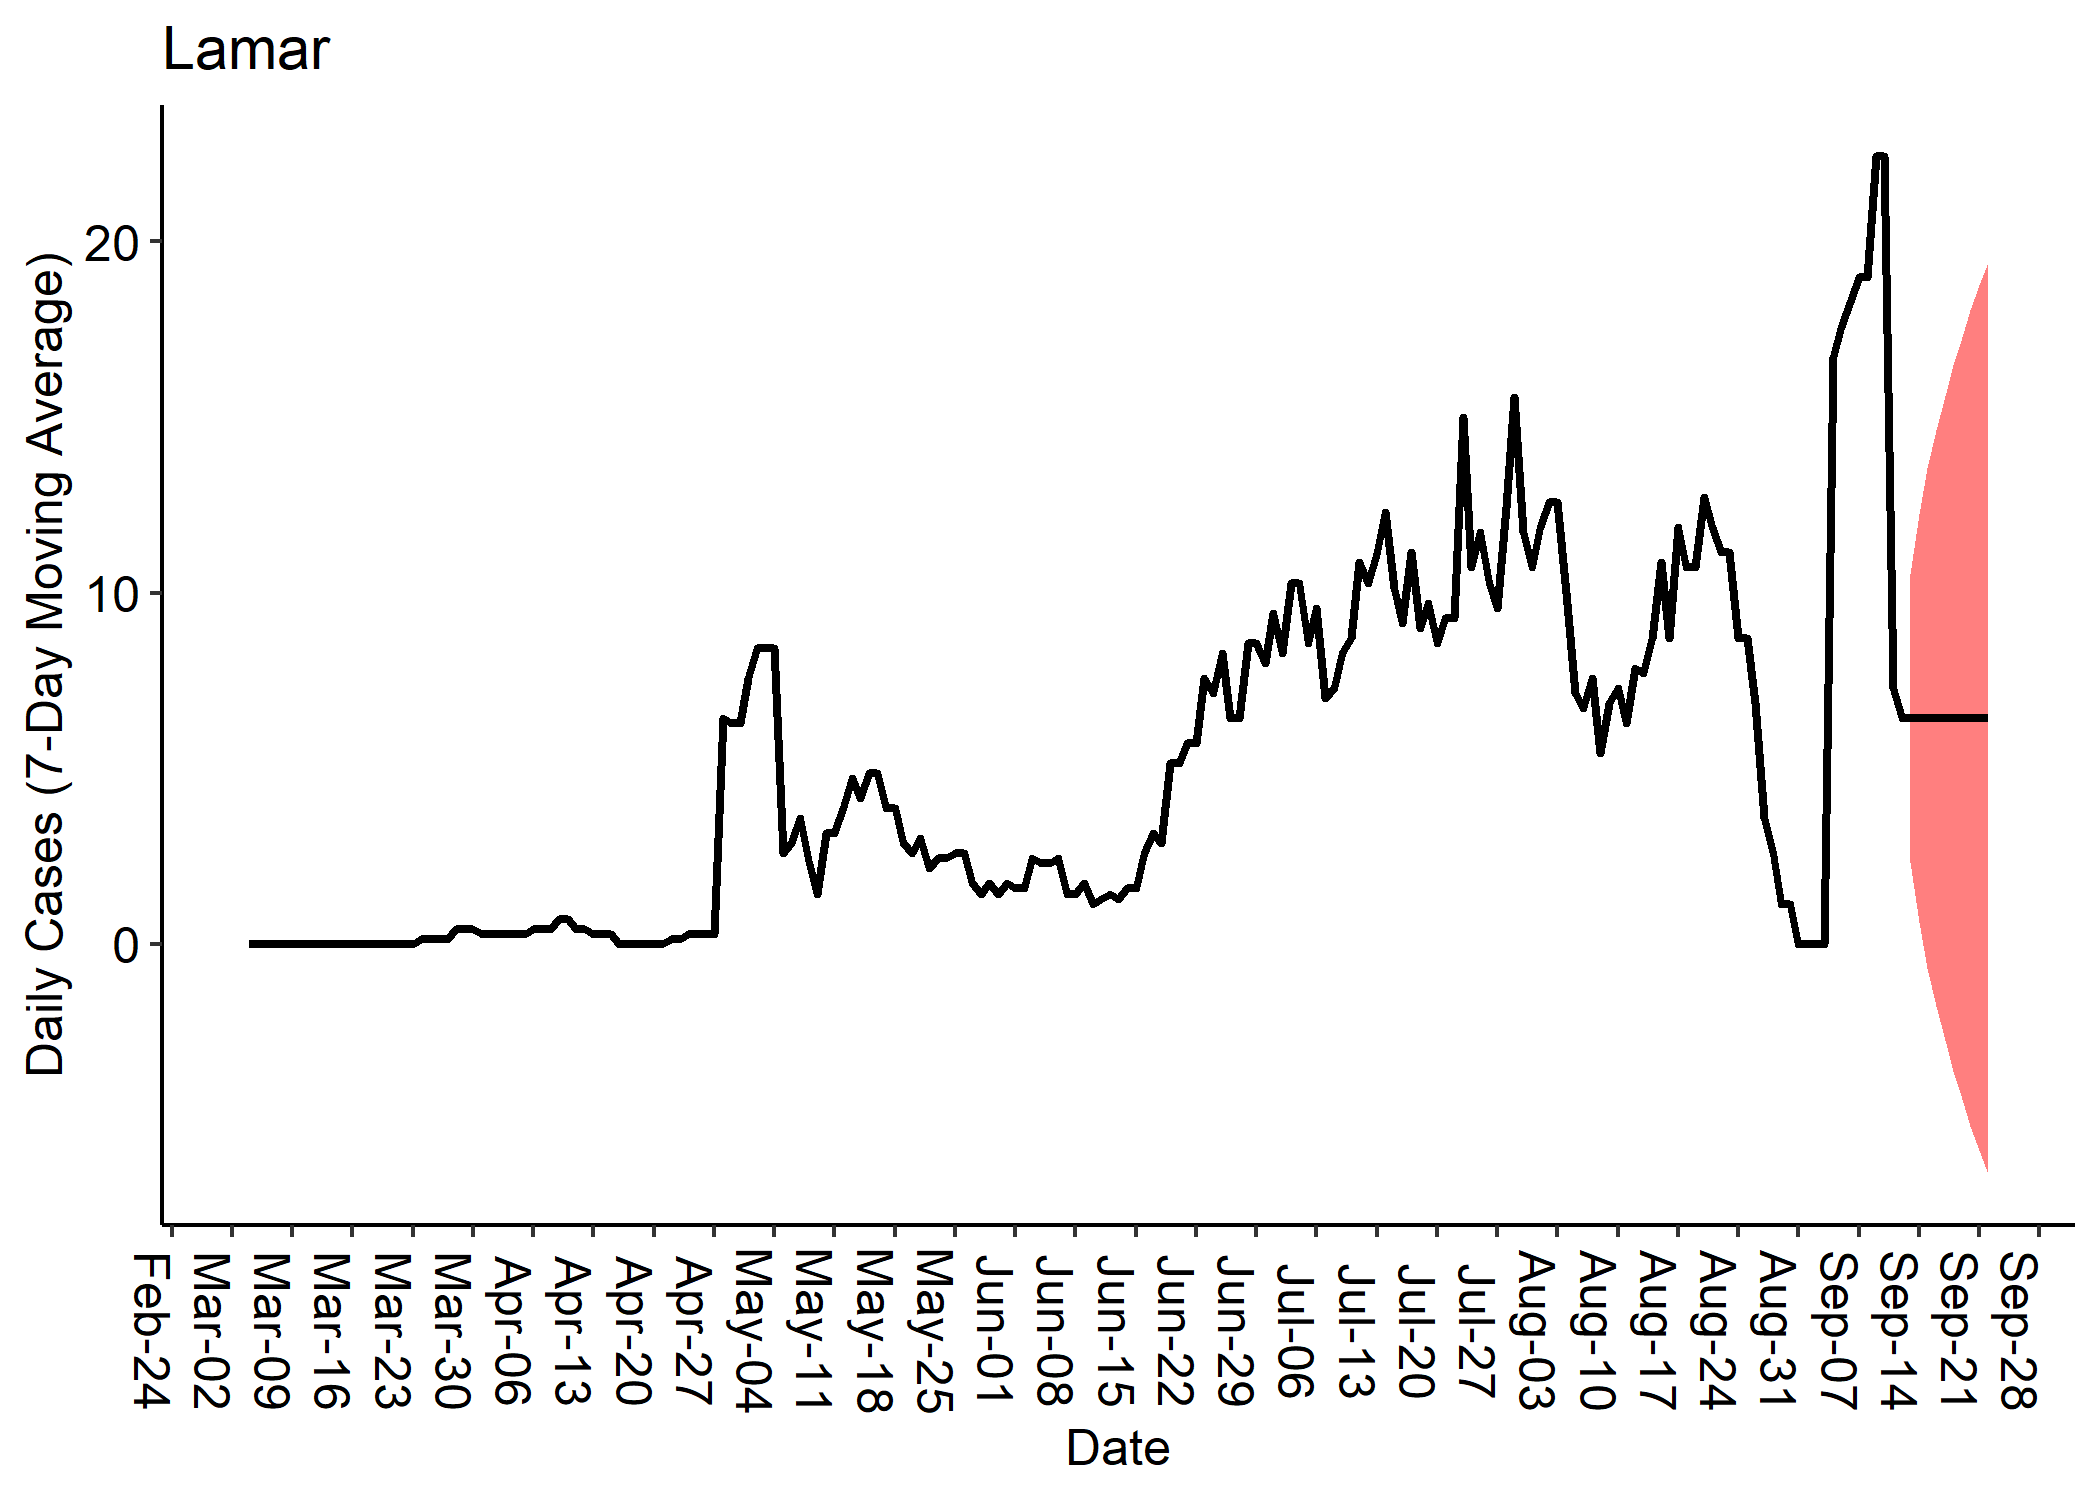 Lamar
Daily Cases (7-Day Moving Average)
20
10
0
Feb-24
Mar-02
Mar-09
Mar-16
Mar-23
Mar-30
Apr-06
Apr-13
Apr-20
Apr-27
May-04
May-11
May-18
May-25
Jun-01
Jun-08
Jun-15
Jun-22
Jun-29
Jul-06
Jul-13
Jul-20
Jul-27
Aug-03
Aug-10
Aug-17
Aug-24
Aug-31
Sep-07
Sep-14
Sep-21
Sep-28
Date